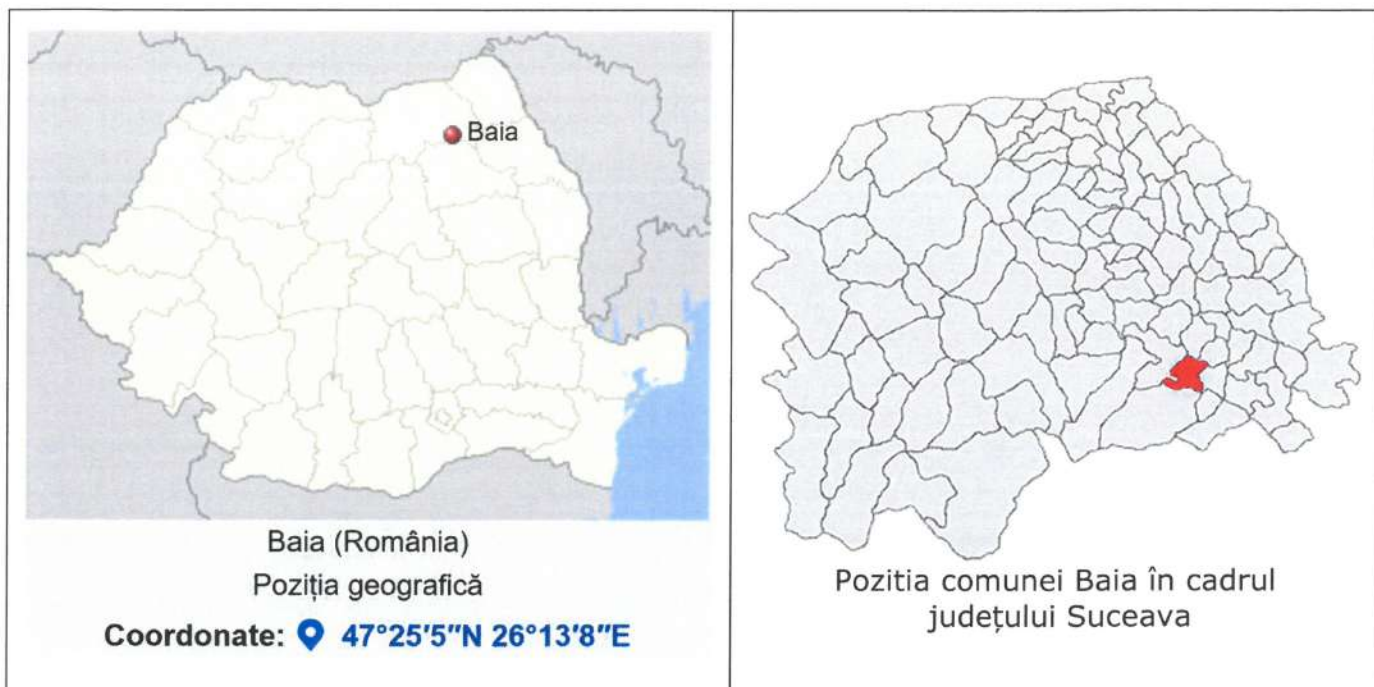 Baia
Baia (România)
Poziția geografică
Coordonate: 47°25′5″N 26°13′8″E
Pozitia comunei Baia în cadrul
județului Suceava